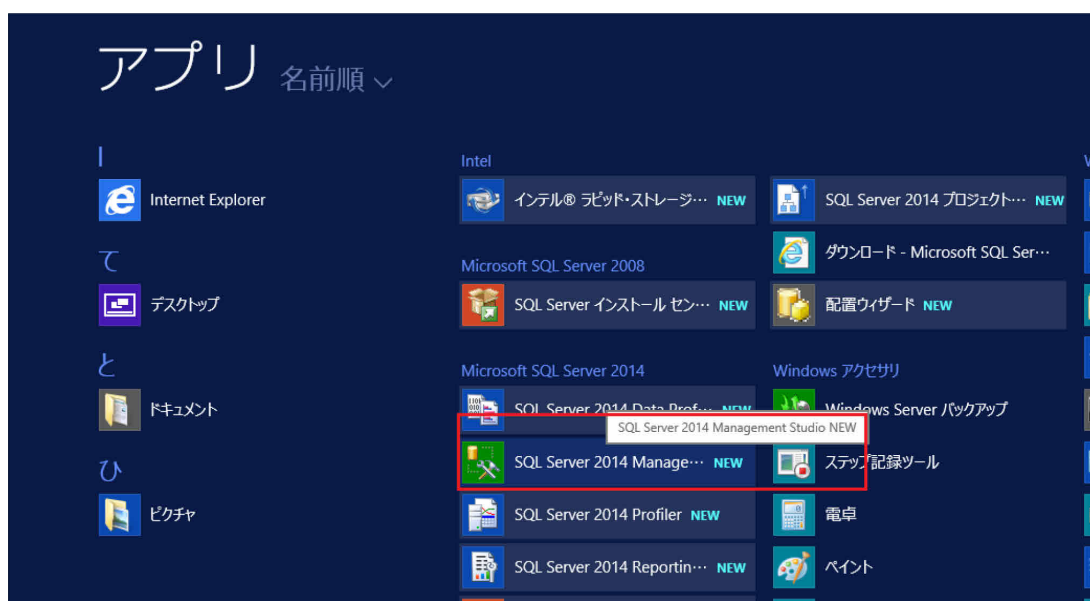 アプリ 名前順
I
Internet Explorer
て
デスクトップ
と
ドキュメント
ひ
ピクチャ
Intel
インテル® ラピッド・ストレージ… NEW
Microsoft SQL Server 2008
SQL Server インストール セン… NEW
Microsoft SQL Server 2014
SQL Server 2014 Data Prof… NEW
SQL Server 2014 Management Studio NEW
SQL Server 2014 Manage… NEW
SQL Server 2014 Profiler NEW
SQL Server 2014 Reportin… NEW
SQL Server 2014 プロジェクト… NEW
ダウンロード - Microsoft SQL Ser…
配置ウィザード NEW
Windows アクセサリ
Windows Server バックアップ
ステップ記録ツール
電卓
ペイント